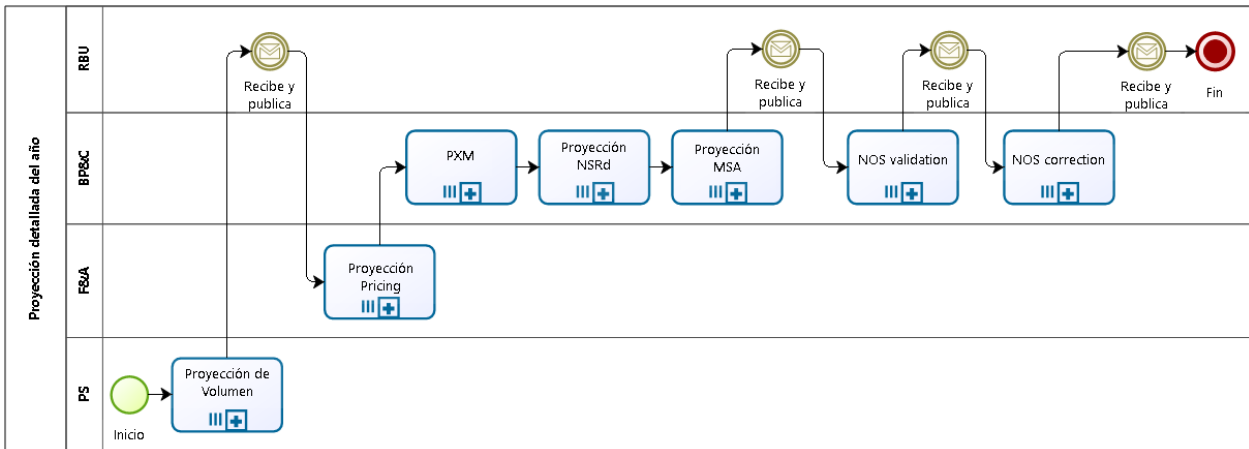 Proyección detallada del año
RBU
Recibe y
publica
Recibe y
publica
Recibe y
publica
Recibe y
publica
Fin
BP&C
PXM
Proyección
NSRd
Proyección
MSA
NOS validation
NOS correction
F&A
Proyección
Pricing
PS
Inicio
Proyección de
Volumen